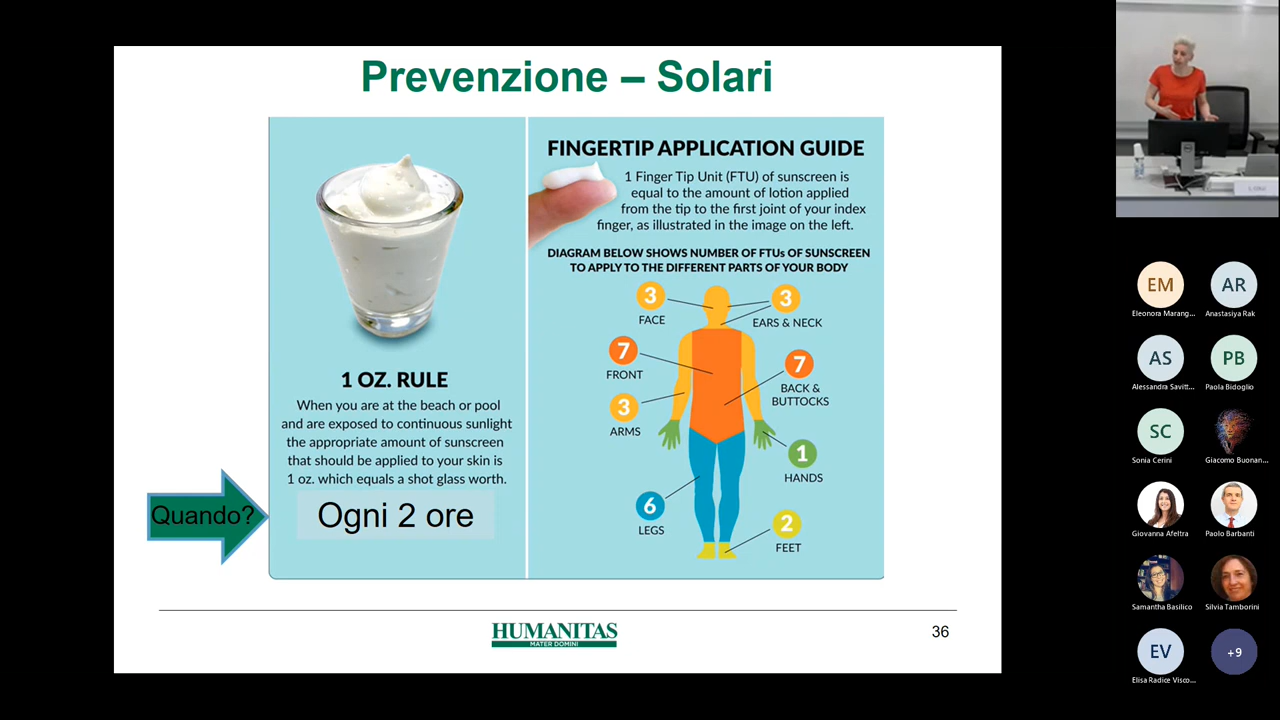 Prevenzione – Solari
1 OZ. RULE
When you are at the beach or pool
and are exposed to continuous sunlight
the appropriate amount of sunscreen
that should be applied to your skin is
1 oz. which equals a shot glass worth.
Quando?
Ogni 2 ore
FINGERTIP APPLICATION GUIDE
1 Finger Tip Unit (FTU) of sunscreen is
equal to the amount of lotion applied
from the tip to the first joint of your index
finger, as illustrated in the image on the left.
DIAGRAM BELOW SHOWS NUMBER OF FTUs OF SUNSCREEN
TO APPLY TO THE DIFFERENT PARTS OF YOUR BODY
3
FACE
3
EARS & NECK
7
FRONT
7
BACK &
BUTTOCKS
3
ARMS
1
HANDS
6
LEGS
2
FEET
HUMANITAS
MATER DOMINI
36
EM
Eleonora Marang...
AR
Anastasiya Rak
AS
Alessandra Savitt...
PB
Paola Bidoglio
SC
Sonia Cerini
Giacomo Buonan...
Giovanna Afeltra
Paolo Barbanti
Samantha Basilico
Silvia Tamborini
EV
Elisa Radice Visco...
+9